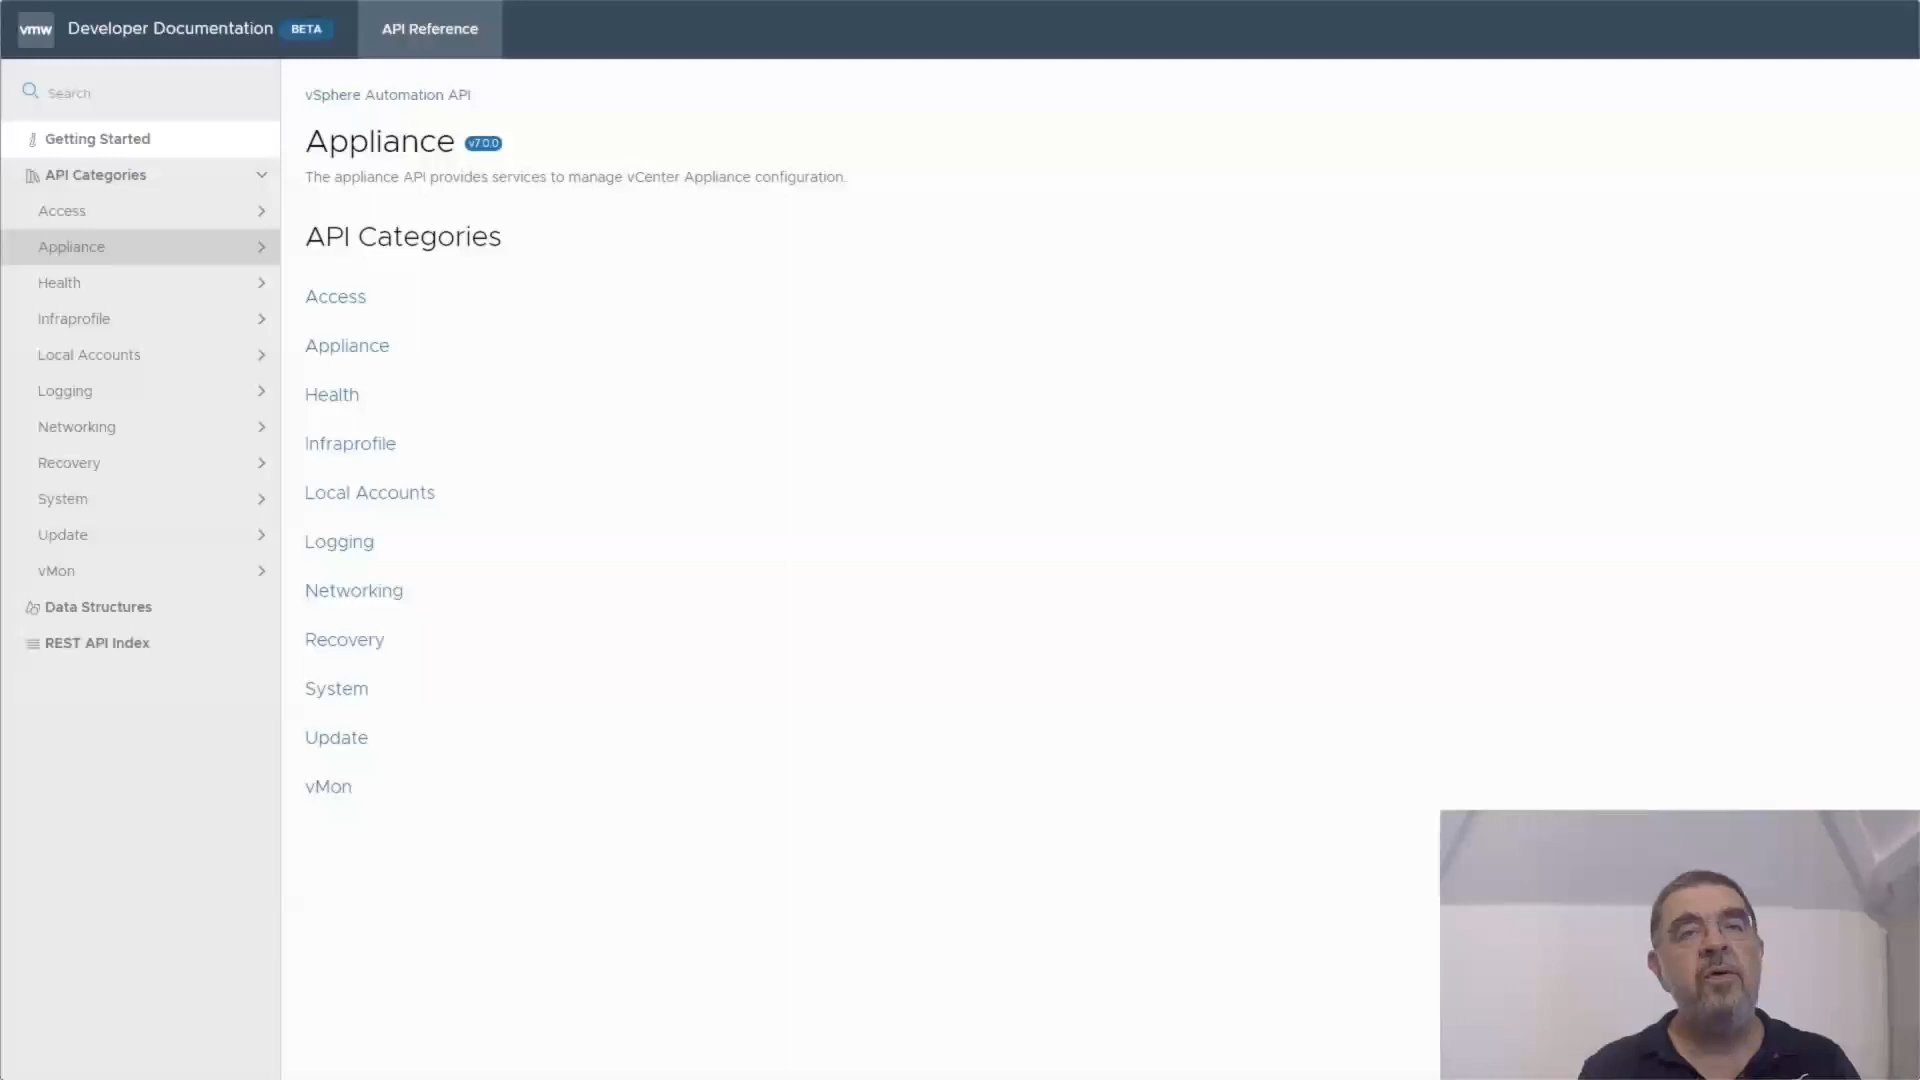 vmw Developer Documentation BETA API Reference
Search
Getting Started
API Categories
Access
Appliance
Health
Infraprofile
Local Accounts
Logging
Networking
Recovery
System
Update
vMon
Data Structures
REST API Index
vSphere Automation API
Appliance v7.0.0
The appliance API provides services to manage vCenter Appliance configuration.
API Categories
Access
Appliance
Health
Infraprofile
Local Accounts
Logging
Networking
Recovery
System
Update
vMon